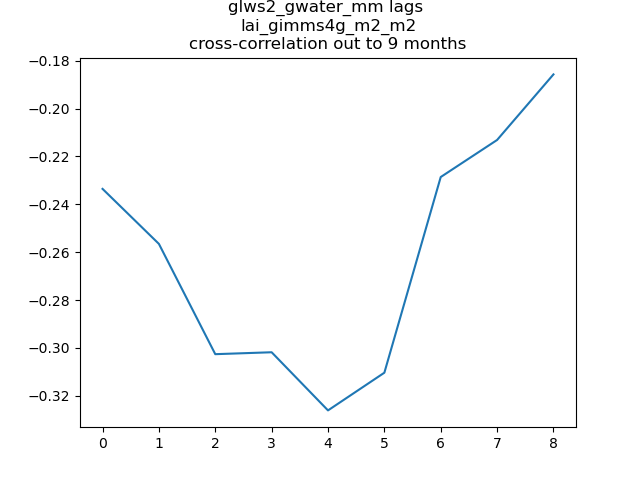 glws2_gwater_mm lags
lai_gimms4g_m2_m2
cross-correlation out to 9 months
−0.18
−0.20
−0.22
−0.24
−0.26
−0.28
−0.30
−0.32
0 1 2 3 4 5 6 7 8